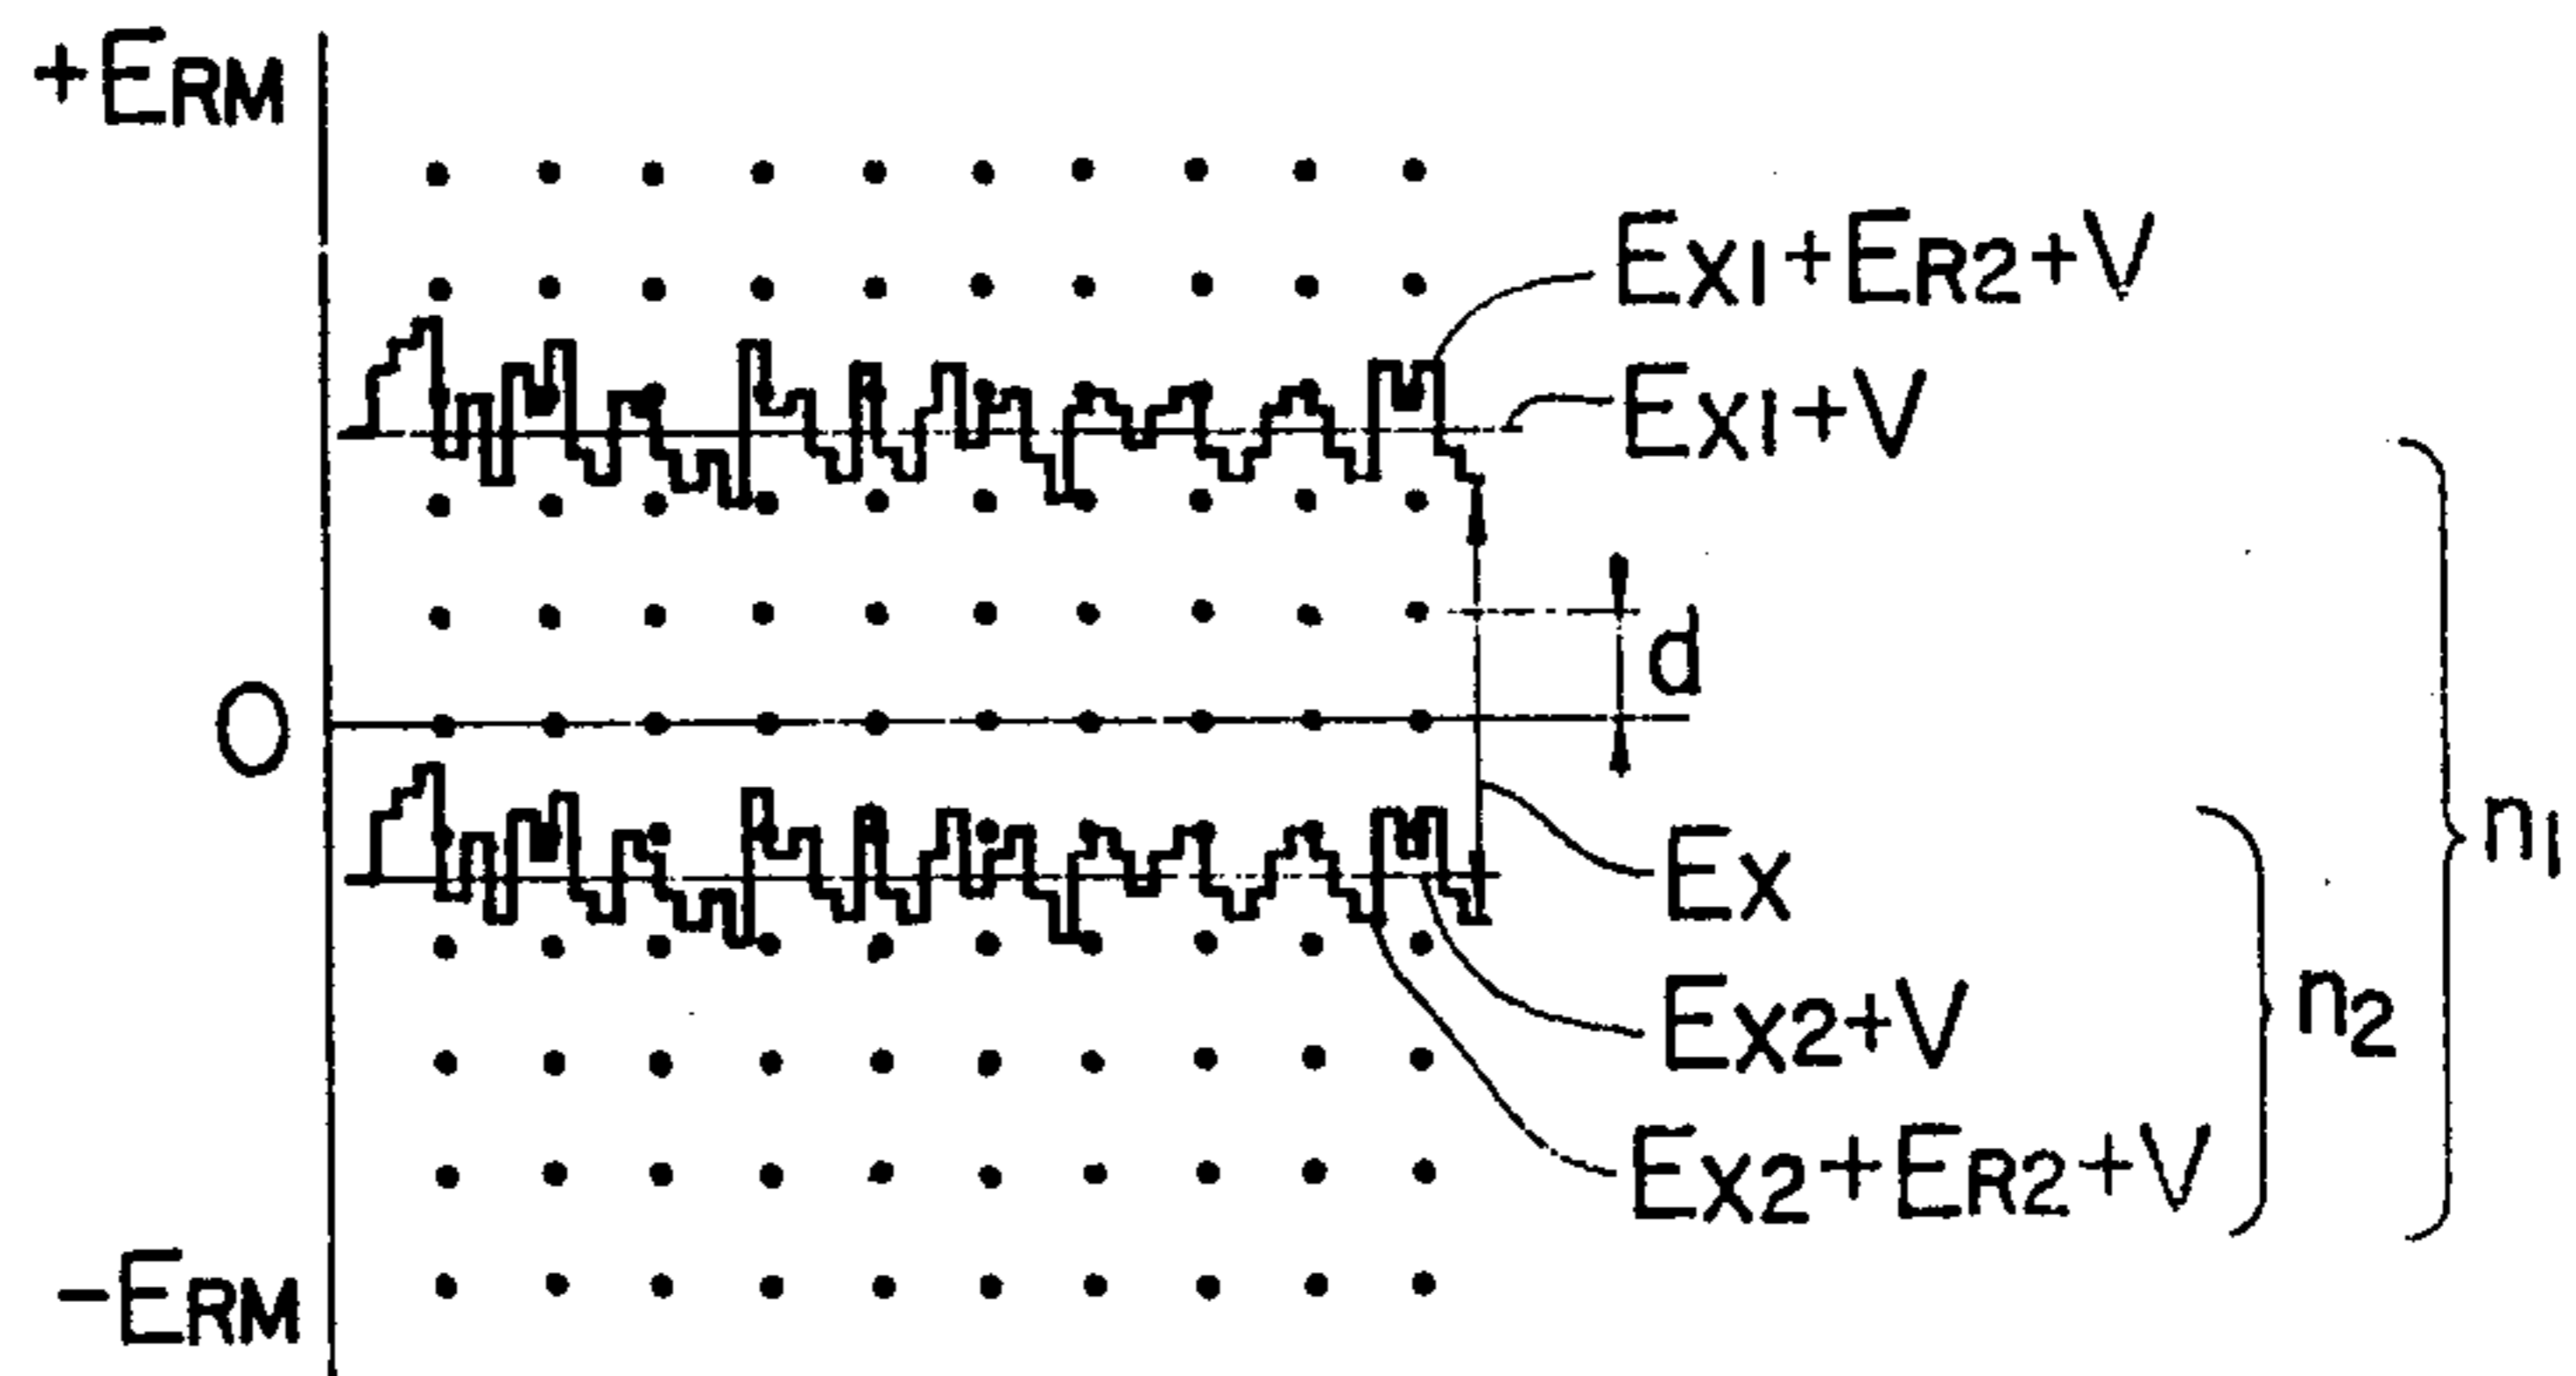 +ERM
EX1+ER2+V
EX1+V
d
O
n1
EX
EX2+V
n2
EX2+ER2+V
-ERM